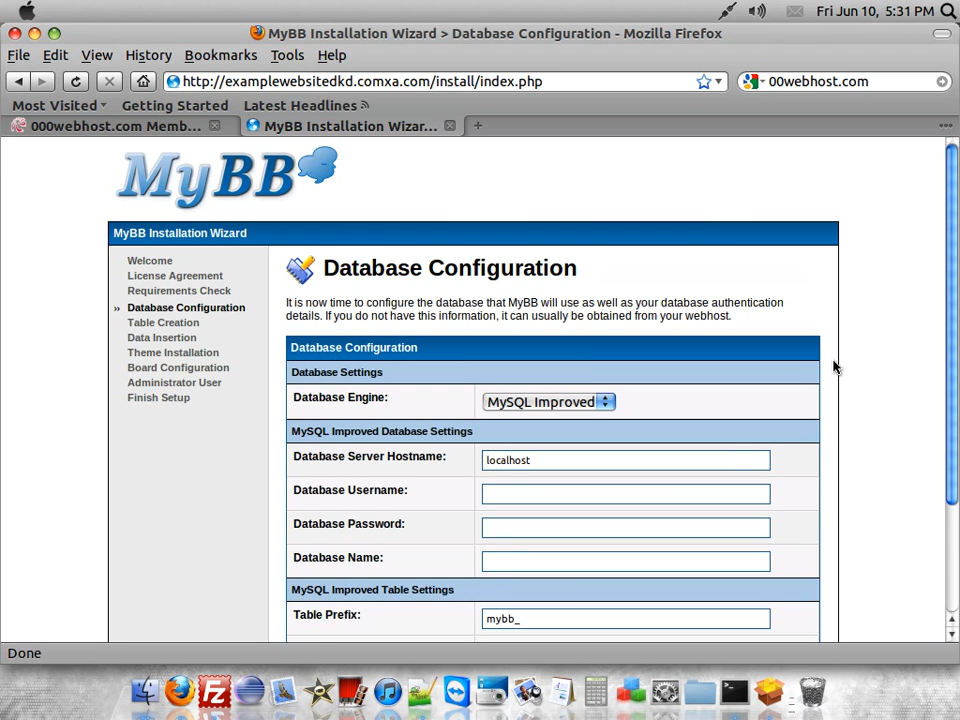 Fri Jun 10, 5:31 PM
MyBB Installation Wizard > Database Configuration - Mozilla Firefox
File Edit View History Bookmarks Tools Help
http://examplewebsitedkd.comxa.com/install/index.php
00webhost.com
Most Visited Getting Started Latest Headlines
000webhost.com Memb...
MyBB Installation Wizar...
MyBB
MyBB Installation Wizard
Welcome
License Agreement
Requirements Check
» Database Configuration
Table Creation
Data Insertion
Theme Installation
Board Configuration
Administrator User
Finish Setup
Database Configuration
It is now time to configure the database that MyBB will use as well as your database authentication
details. If you do not have this information, it can usually be obtained from your webhost.
Database Configuration
Database Settings
Database Engine: MySQL Improved
MySQL Improved Database Settings
Database Server Hostname: localhost
Database Username:
Database Password:
Database Name:
MySQL Improved Table Settings
Table Prefix: mybb_
Done